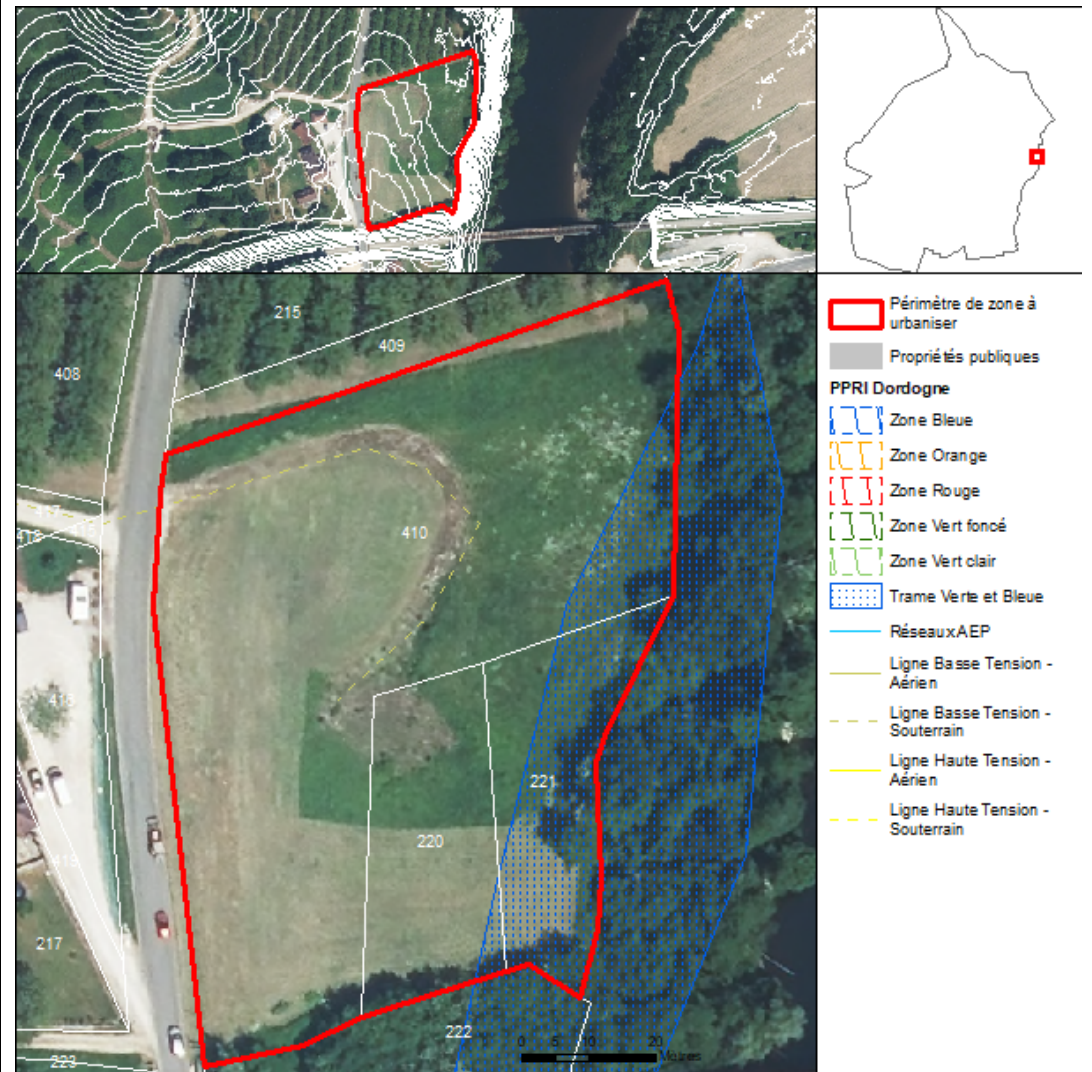 Périmètre de zone à
urbaniser
Propriétés publiques
PPRI Dordogne
Zone Bleue
Zone Orange
Zone Rouge
Zone Vert foncé
Zone Vert clair
Trame Verte et Bleue
Réseaux AEP
Ligne Basse Tension -
Aérien
Ligne Basse Tension -
Souterrain
Ligne Haute Tension -
Aérien
Ligne Haute Tension -
Souterrain
215
409
408
410
221
220
419
217
222
223
0 5 10 20
Mètres